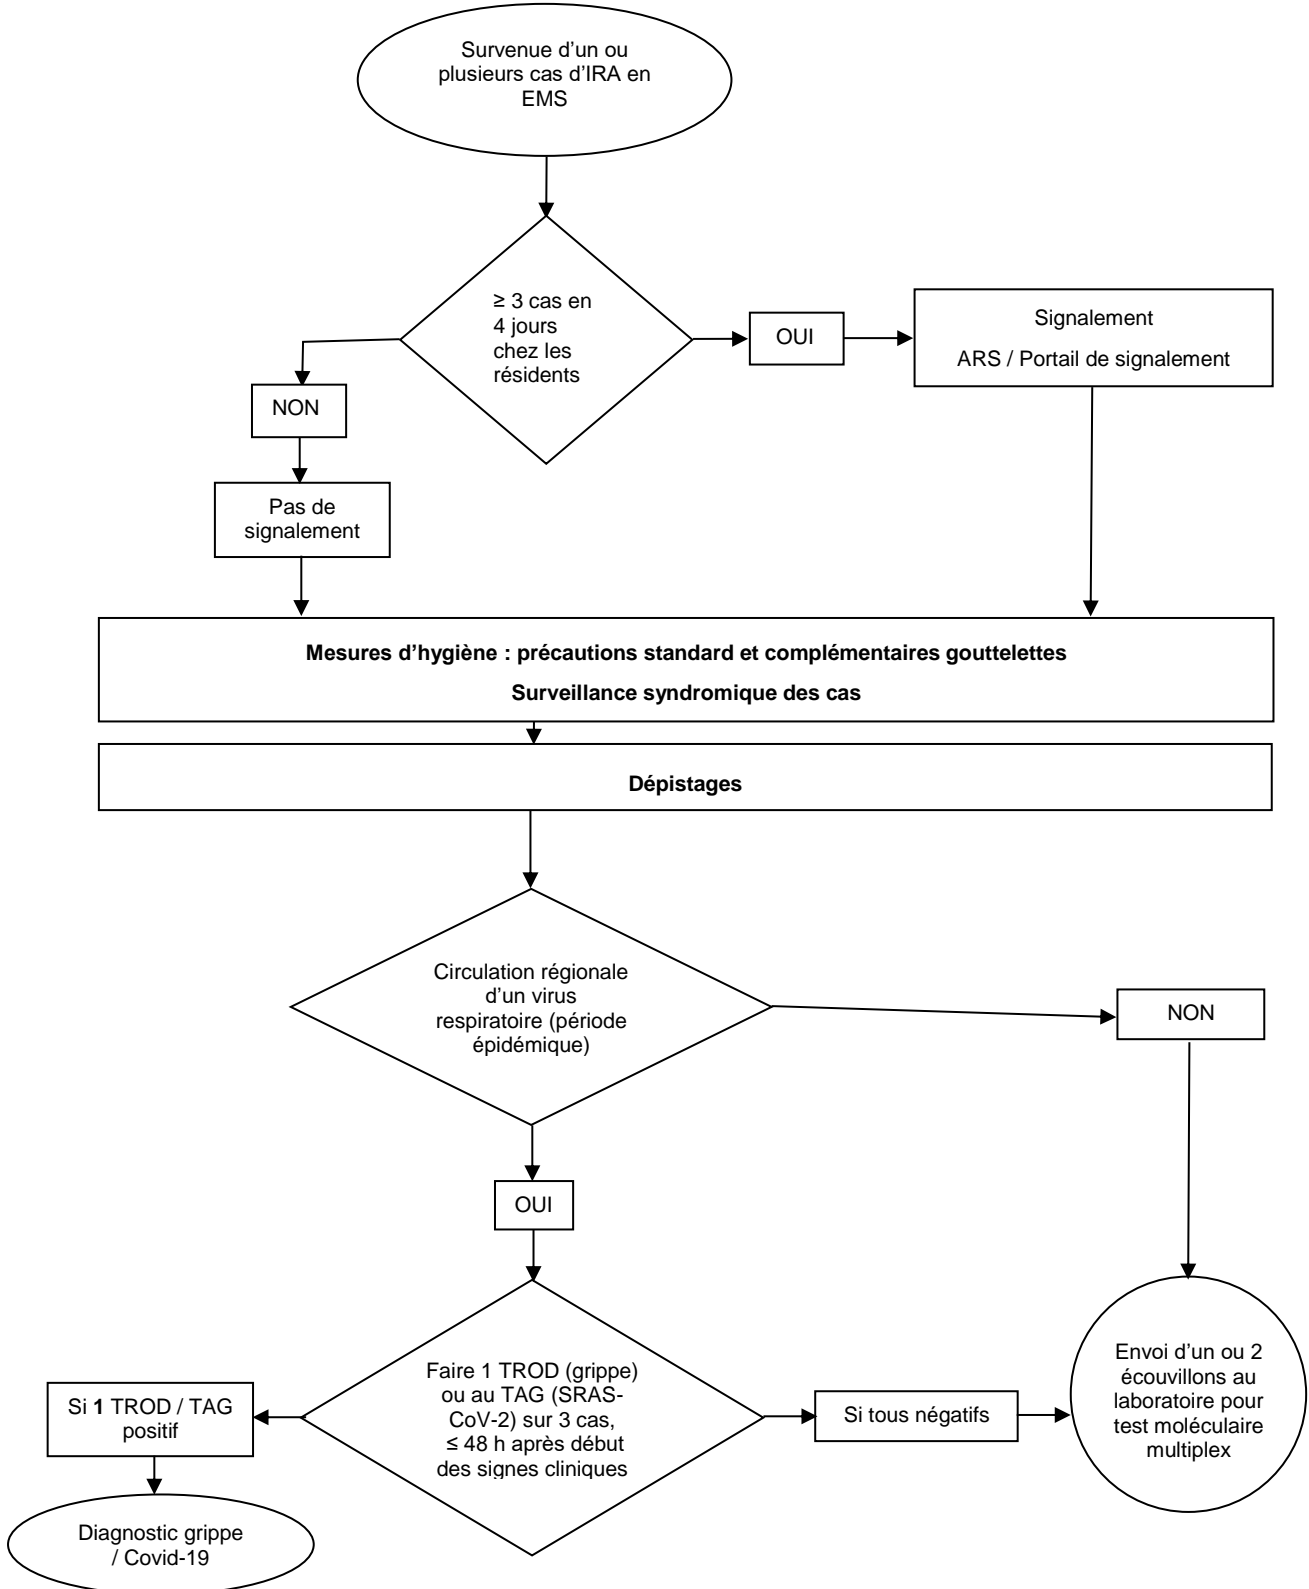 Survenue d'un ou
plusieurs cas d'IRA en
EMS
≥ 3 cas en
4 jours
chez les
résidents
OUI
Signalement
ARS / Portail de signalement
NON
Pas de
signalement
Mesures d'hygiène : précautions standard et complémentaires gouttelettes
Surveillance syndromique des cas
Dépistages
Circulation régionale
d'un virus
respiratoire (période
épidémique)
NON
OUI
Faire 1 TROD (grippe)
ou au TAG (SRAS-
CoV-2) sur 3 cas,
≤ 48 h après début
des signes cliniques
Si 1 TROD / TAG
positif
Si tous négatifs
Envoi d'un ou 2
écouvillons au
laboratoire pour
test moléculaire
multiplex
Diagnostic grippe
/ Covid-19